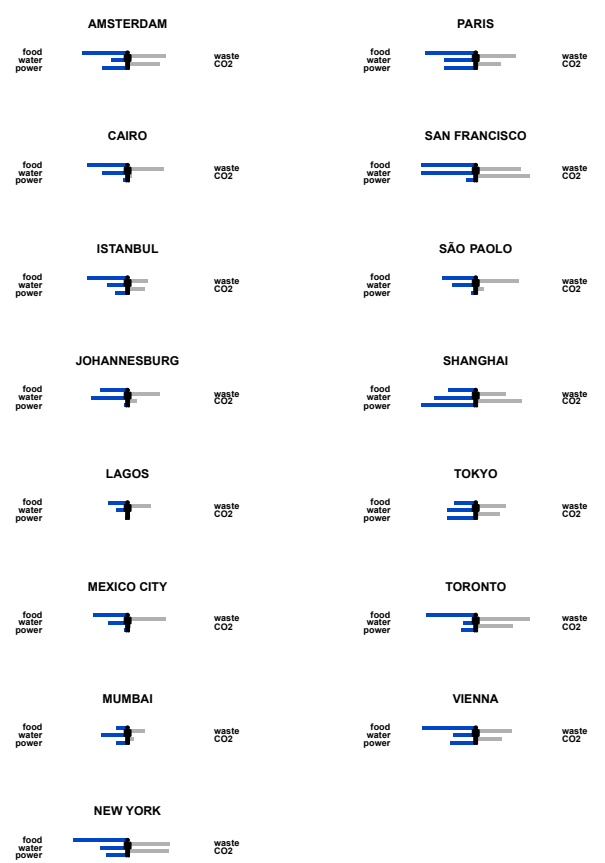 AMSTERDAM
food
water
power
waste
CO2
PARIS
food
water
power
waste
CO2
CAIRO
food
water
power
waste
CO2
SAN FRANCISCO
food
water
power
waste
CO2
ISTANBUL
food
water
power
waste
CO2
SÃO PAOLO
food
water
power
waste
CO2
JOHANNESBURG
food
water
power
waste
CO2
SHANGHAI
food
water
power
waste
CO2
LAGOS
food
water
power
waste
CO2
TOKYO
food
water
power
waste
CO2
MEXICO CITY
food
water
power
waste
CO2
TORONTO
food
water
power
waste
CO2
MUMBAI
food
water
power
waste
CO2
VIENNA
food
water
power
waste
CO2
NEW YORK
food
water
power
waste
CO2